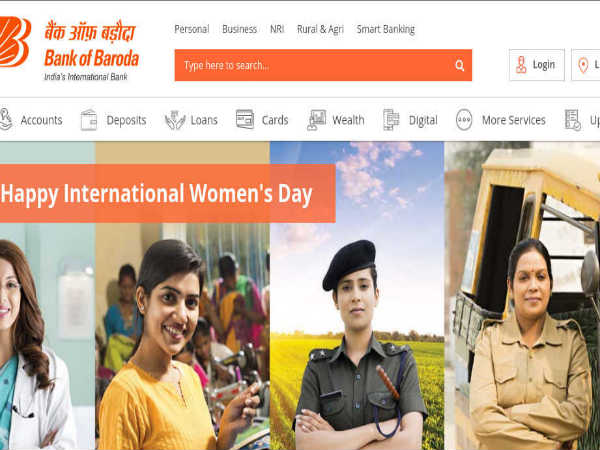 बैंक ऑफ़ बड़ौदा
Bank of Baroda
India's International Bank
Personal Business NRI Rural & Agri Smart Banking
Type here to search...
Login L
Accounts Deposits Loans Cards Wealth Digital More Services Up
Happy International Women's Day